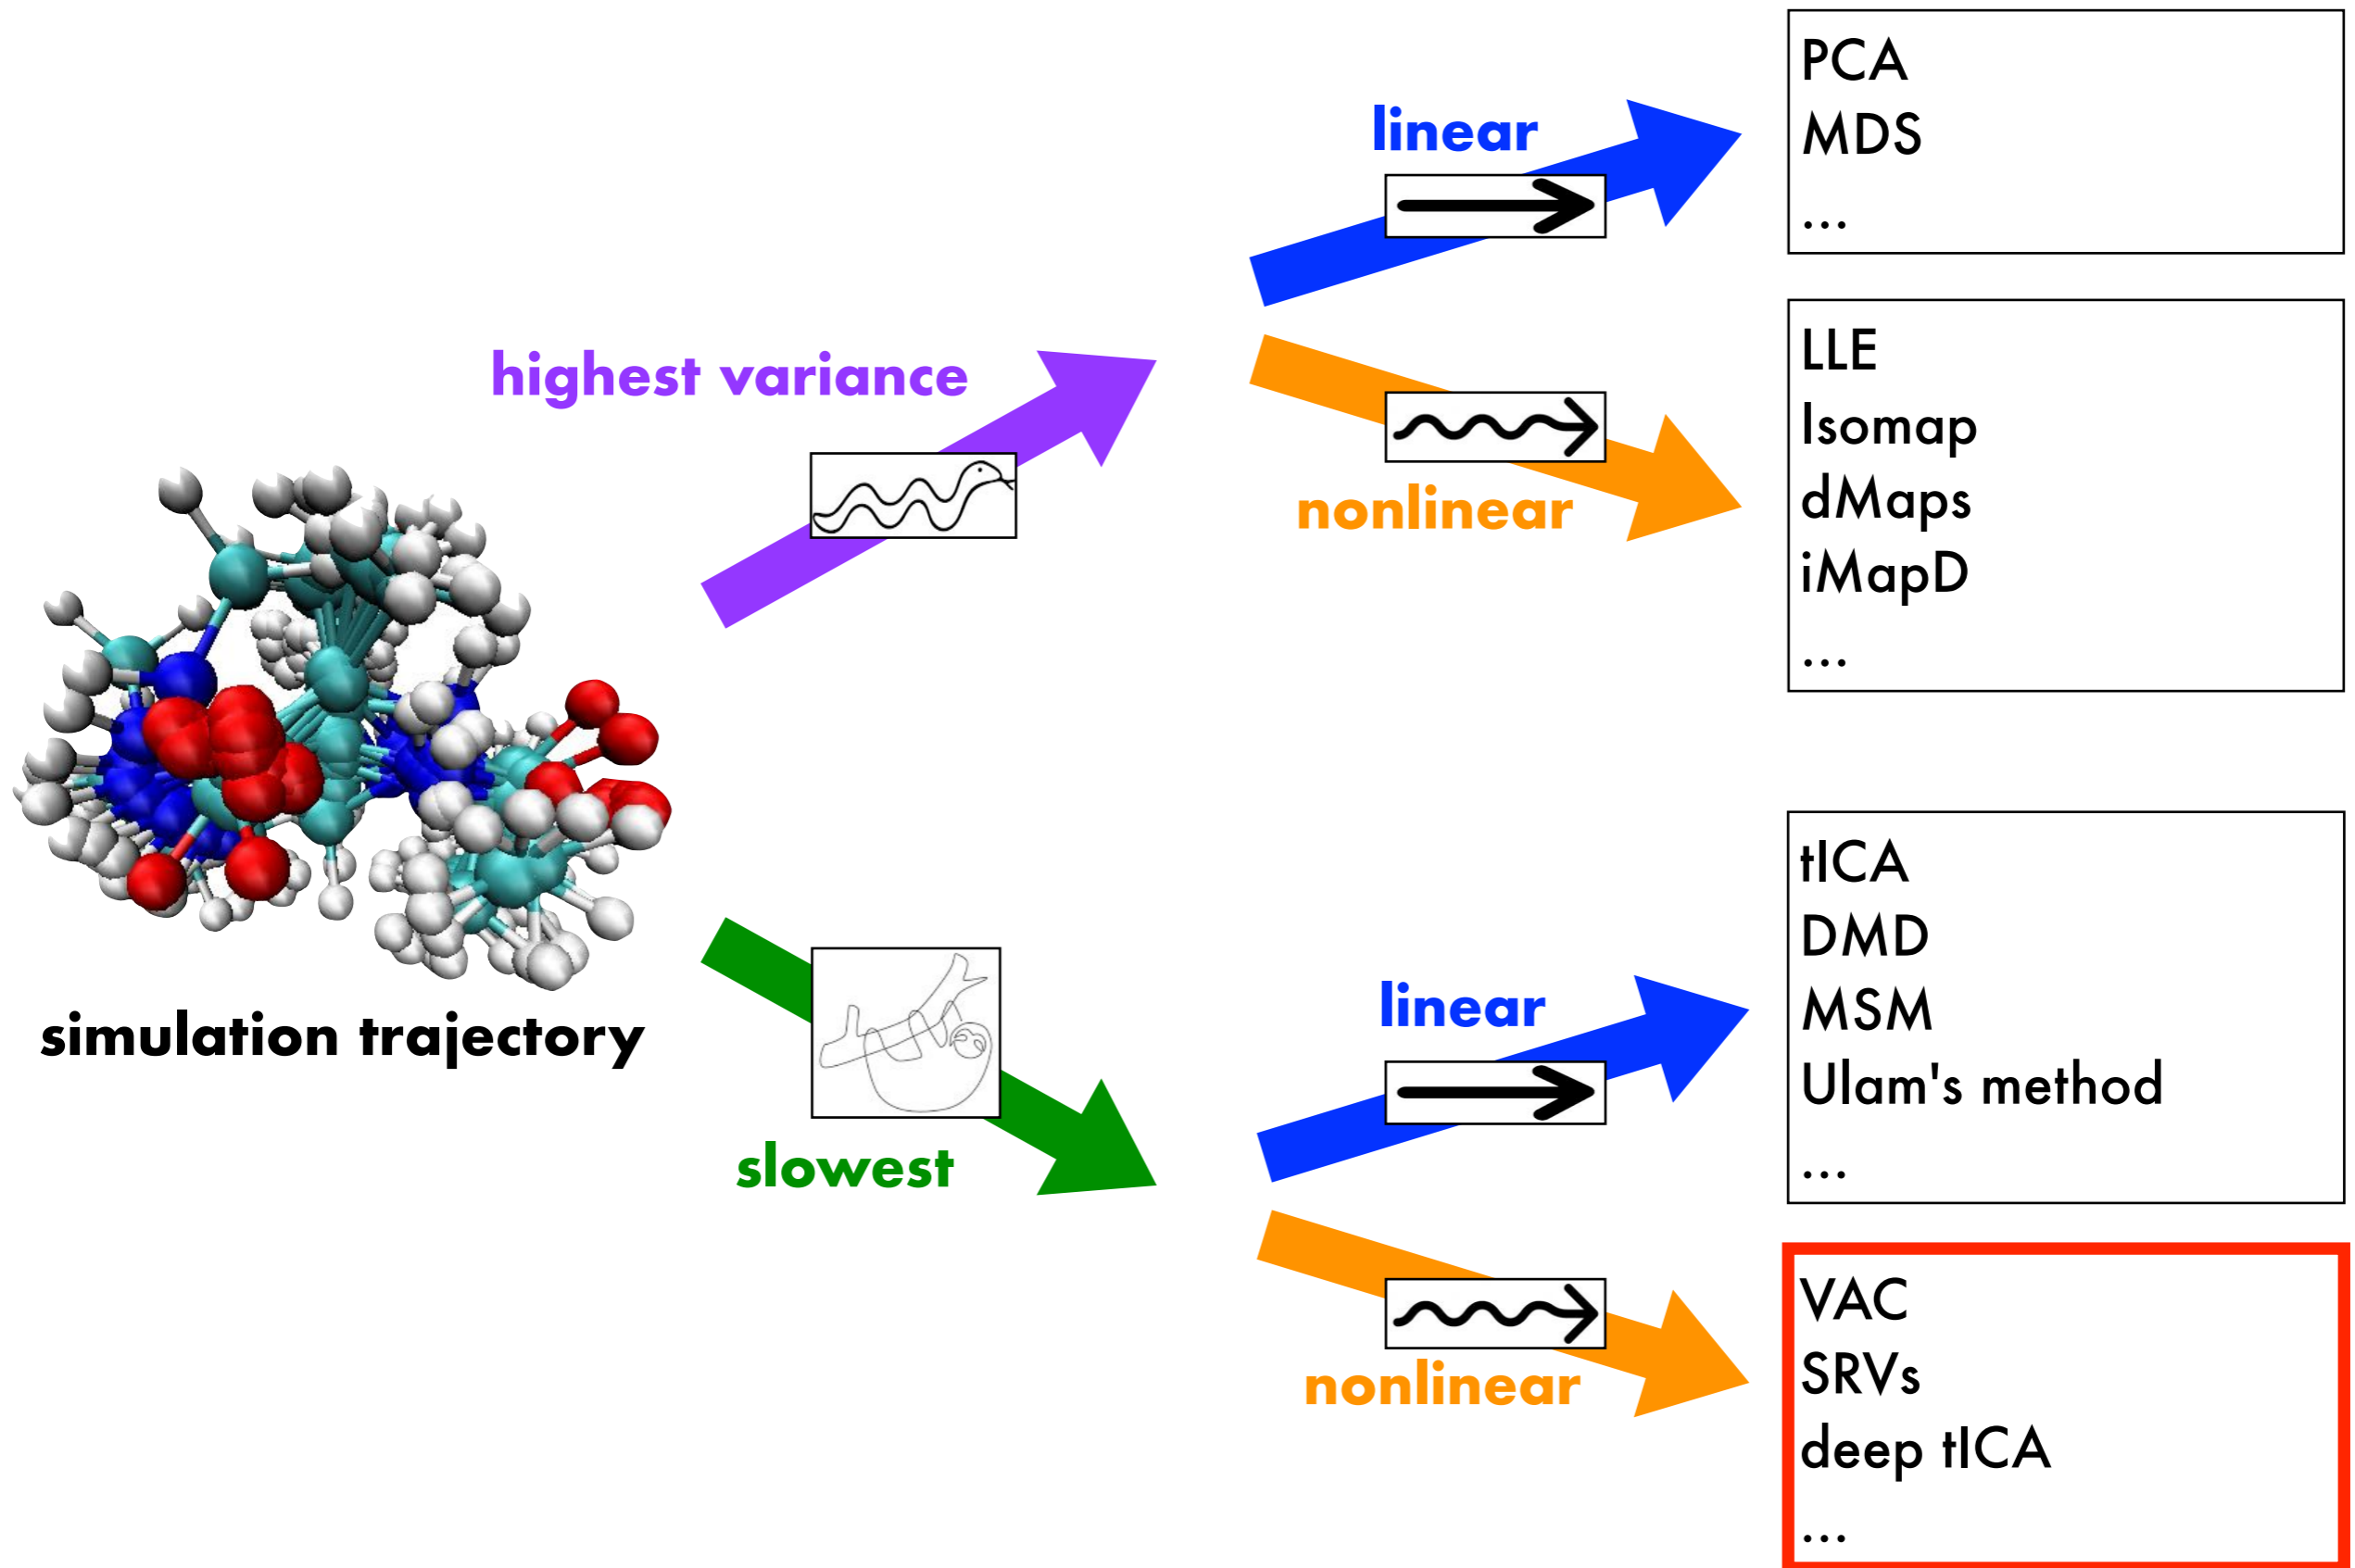 highest variance
linear
nonlinear
PCA
MDS
...
LLE
Isomap
dMaps
iMapD
...
simulation trajectory
slowest
linear
nonlinear
tICA
DMD
MSM
Ulam's method
...
VAC
SRVs
deep tICA
...